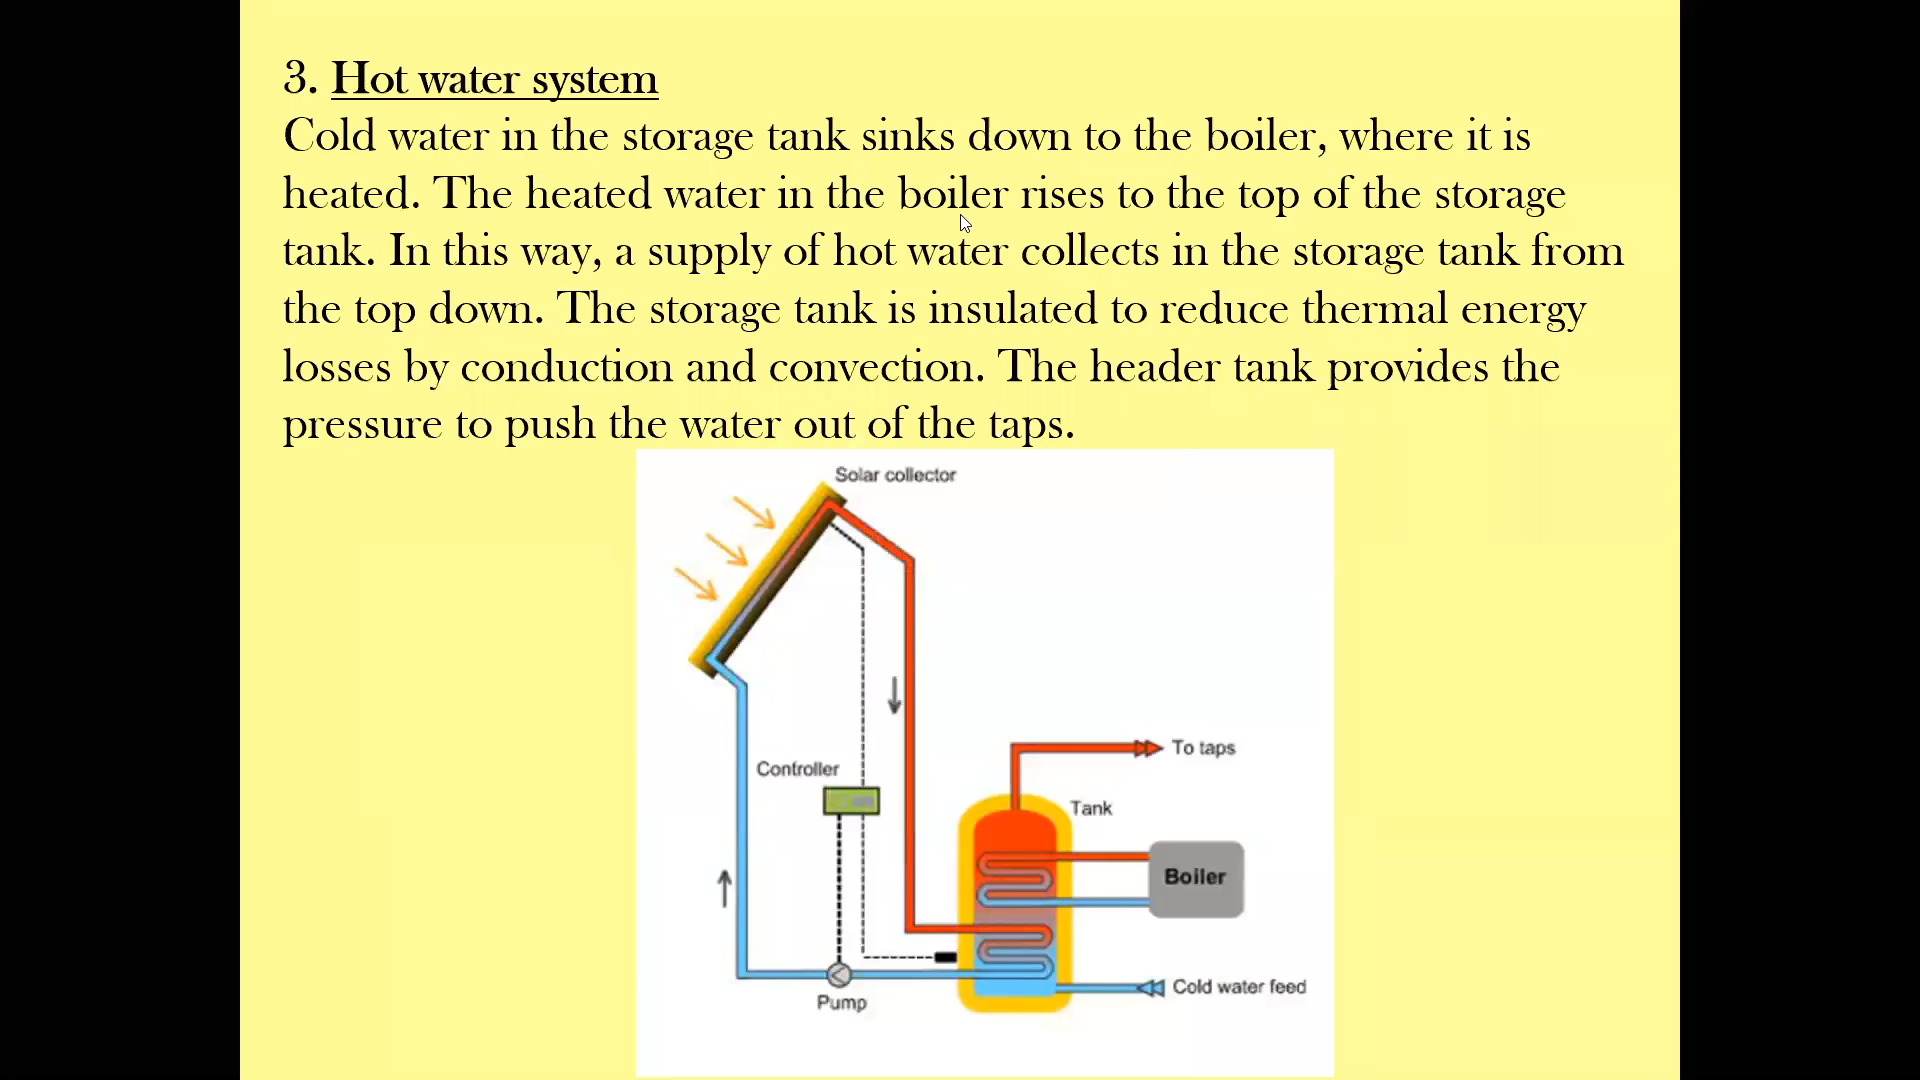 3. Hot water system
Cold water in the storage tank sinks down to the boiler, where it is
heated. The heated water in the boiler rises to the top of the storage
tank. In this way, a supply of hot water collects in the storage tank from
the top down. The storage tank is insulated to reduce thermal energy
losses by conduction and convection. The header tank provides the
pressure to push the water out of the taps.
Solar collector
To taps
Controller
Tank
Boiler
Cold water feed
Pump